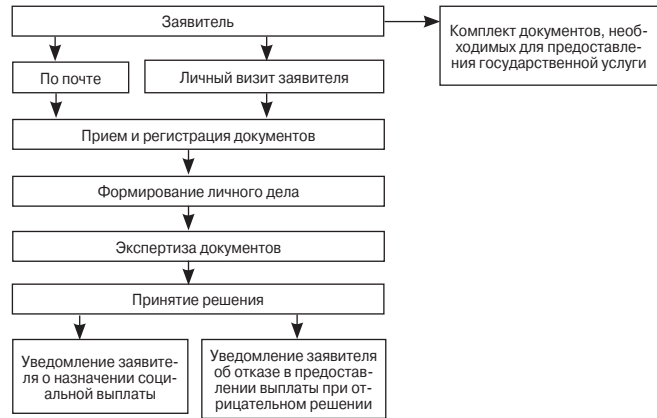 Заявитель
Комплект документов, необ-
ходимых для предоставле-
ния государственной услуги
По почте
Личный визит заявителя
Прием и регистрация документов
Формирование личного дела
Экспертиза документов
Принятие решения
Уведомление заявите-
ля о назначении соци-
альной выплаты
Уведомление заявителя
об отказе в предостав-
лении выплаты при от-
рицательном решении